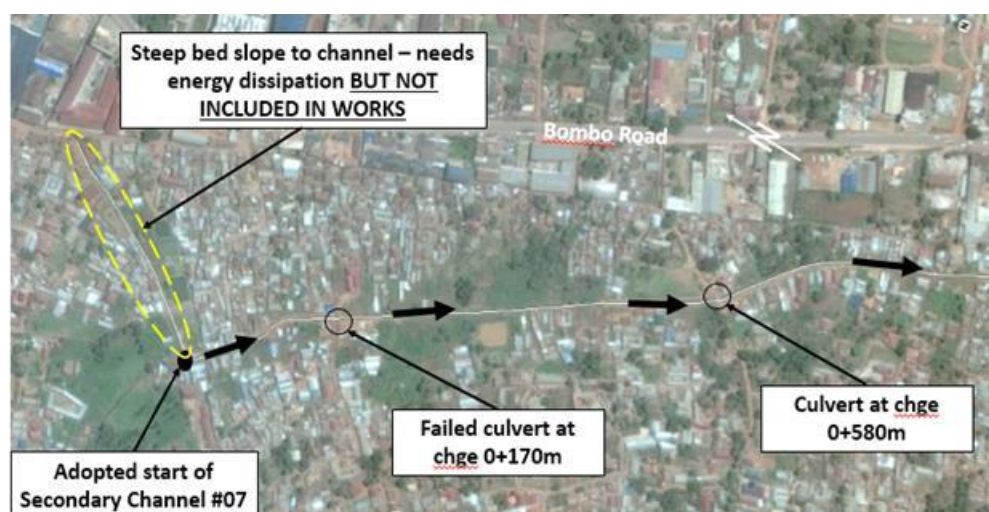 Steep bed slope to channel – needs
energy dissipation BUT NOT
INCLUDED IN WORKS
Bombo Road
N
Failed culvert at
chge 0+170m
Culvert at chge
0+580m
Adopted start of
Secondary Channel #07